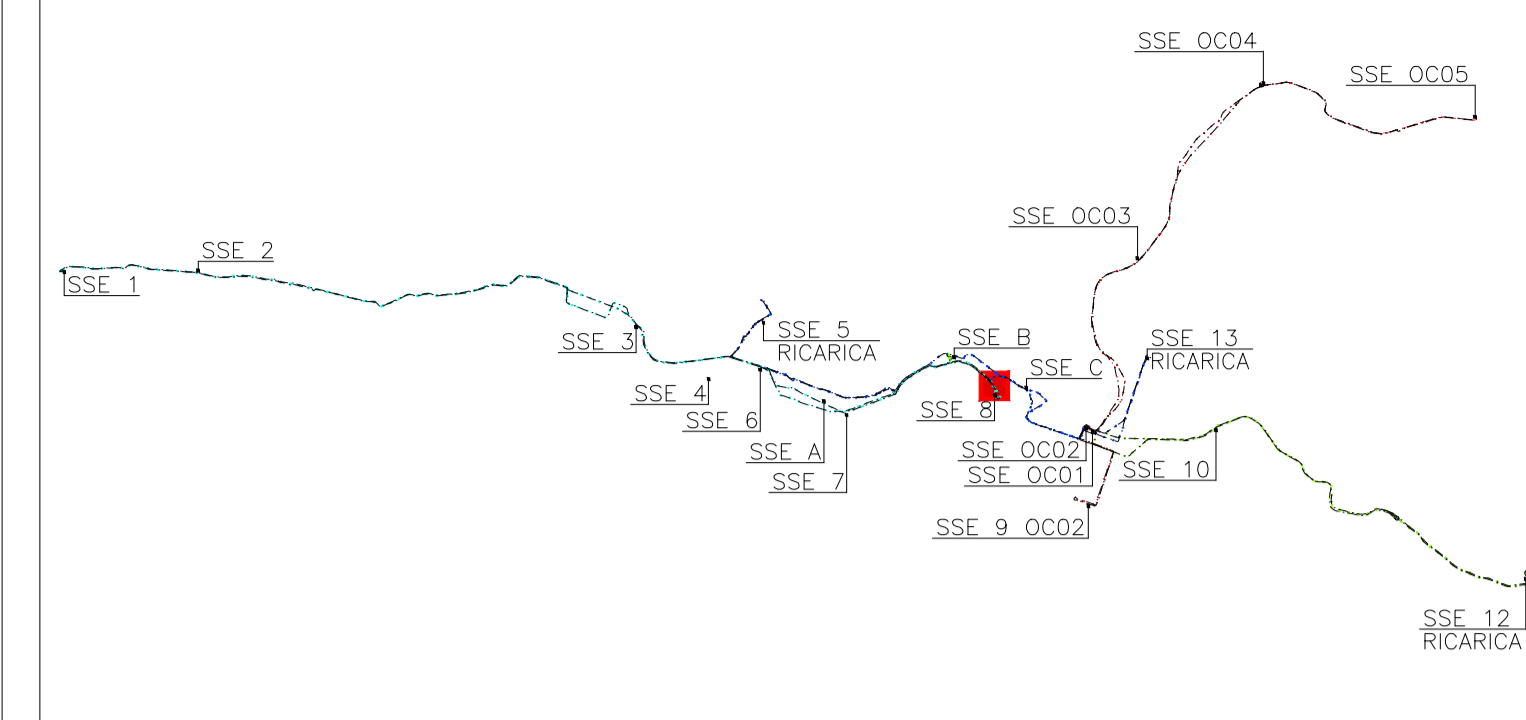 SSE OC04
SSE OC05
SSE OC03
SSE 2
SSE 1
SSE 3
SSE 5
RICARICA
SSE B
SSE 13
RICARICA
SSE C
SSE 4
SSE 6
SSE 8
SSE A
SSE 7
SSE OC02
SSE OC01
SSE 10
SSE 9 OC02
SSE 12
RICARICA